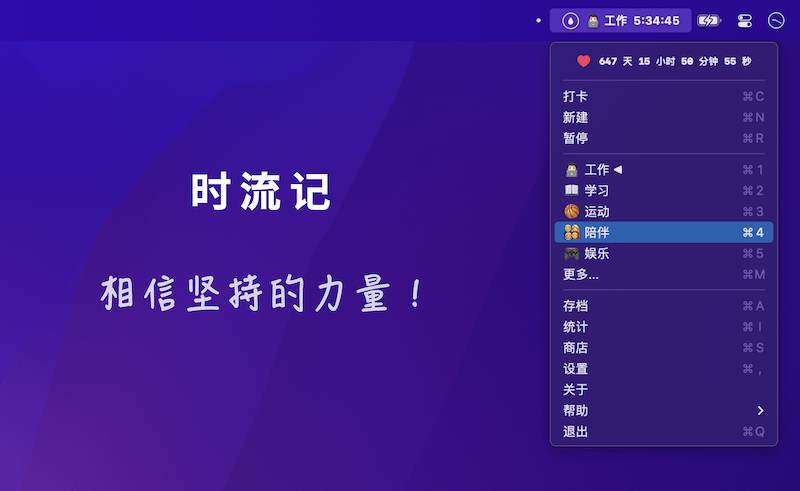 工作 5:34:45
647 天 15 小时 50 分钟 55 秒
打卡 ⌘C
新建 ⌘N
暂停 ⌘R
工作 ⌘1
学习 ⌘2
运动 ⌘3
陪伴 ⌘4
娱乐 ⌘5
更多... ⌘M
存档 ⌘A
统计 ⌘I
商店 ⌘S
设置 ⌘,
关于
帮助
退出 ⌘Q
时流记
相信坚持的力量！